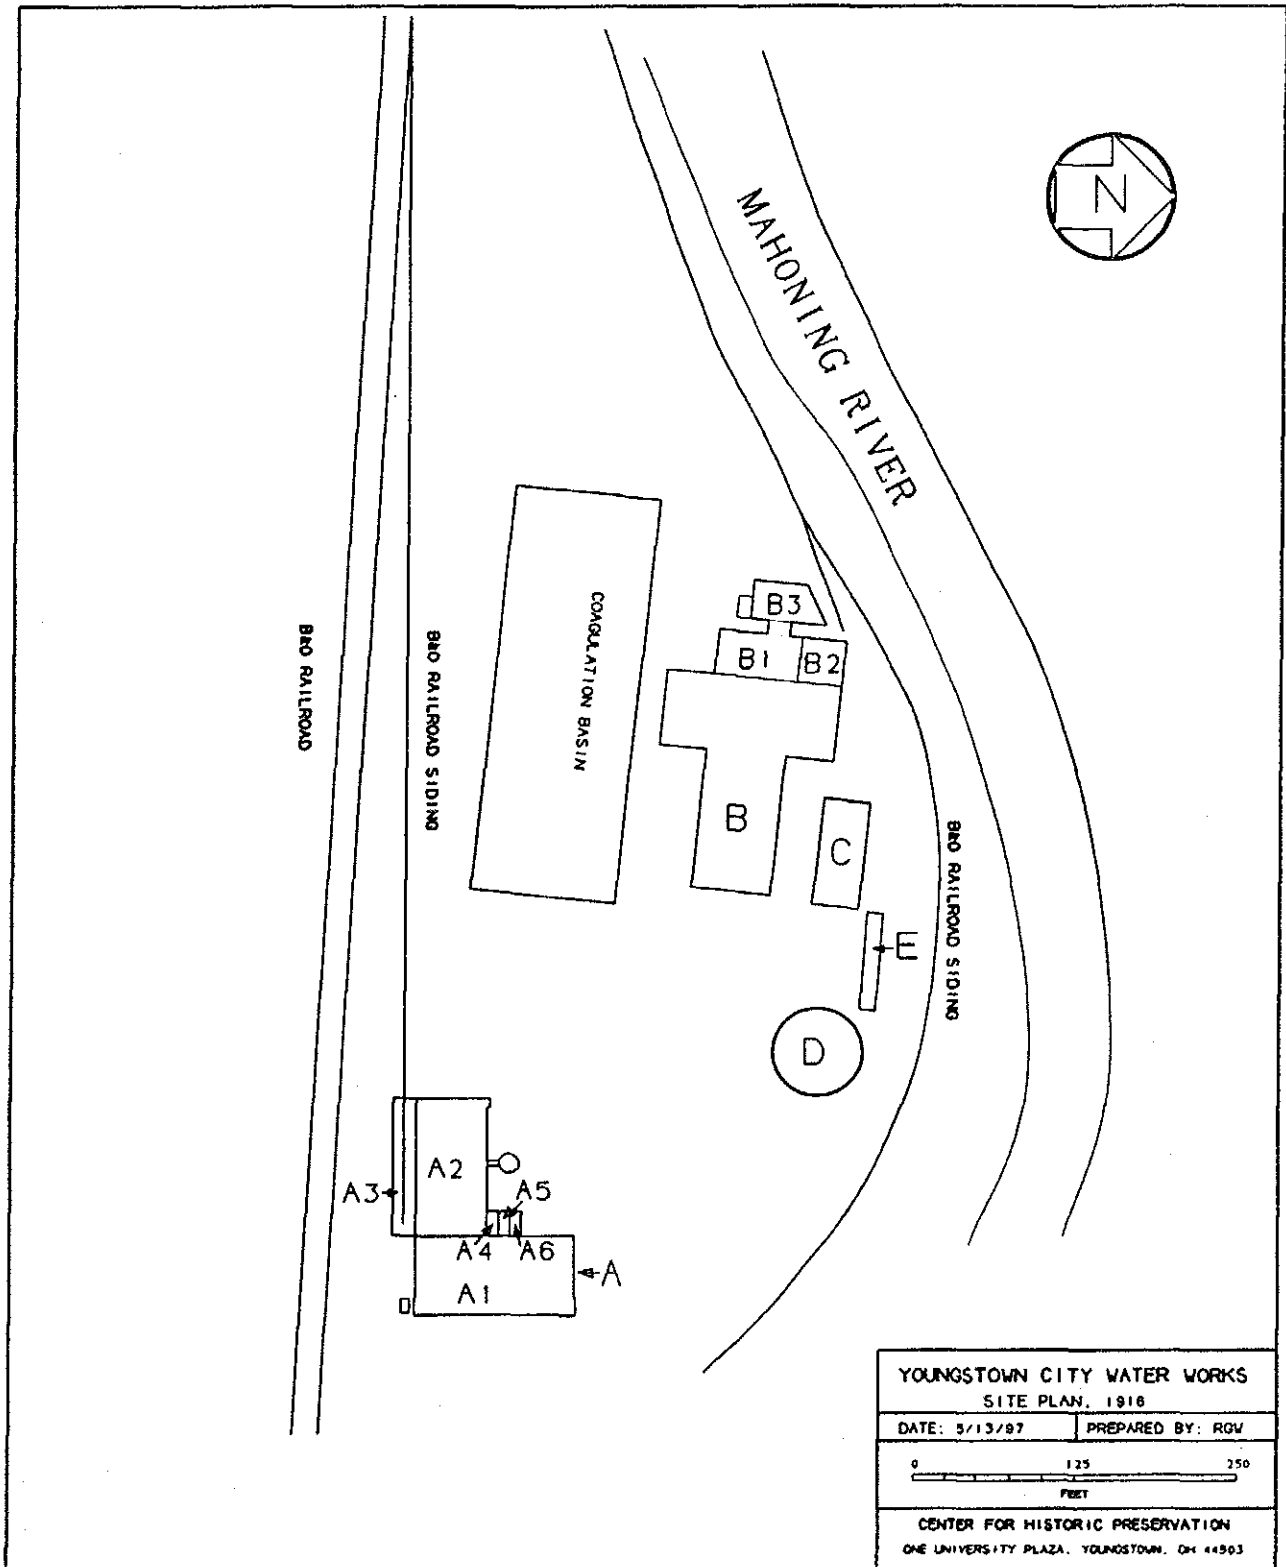 N
MAHONING RIVER
B&O RAILROAD
B&O RAILROAD SIDING
COAGULATION BASIN
B3
B1
B2
B
C
B&O RAILROAD SIDING
E
D
A2
A3
A5
A4
A6
A
A1
YOUNGSTOWN CITY WATER WORKS
SITE PLAN, 1916
DATE: 5/13/97
PREPARED BY: RGW
0 125 250
FEET
CENTER FOR HISTORIC PRESERVATION
ONE UNIVERSITY PLAZA, YOUNGSTOWN, OH 44503